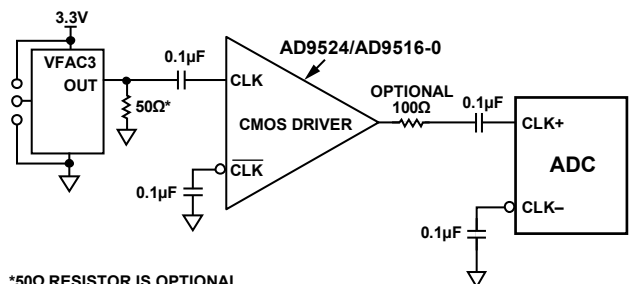 3.3V
VFAC3
OUT
50Ω*
0.1µF
CLK
AD9524/AD9516-0
CMOS DRIVER
CLK
0.1µF
OPTIONAL
100Ω
0.1µF
CLK+
ADC
CLK–
0.1µF
*50Ω RESISTOR IS OPTIONAL